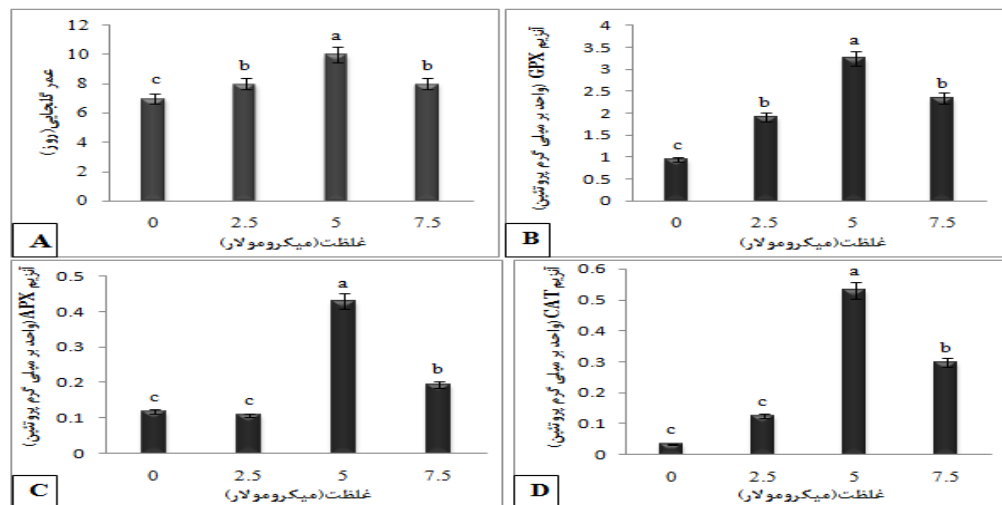 عمر گلجایی(روز)
12
10
8
6
4
2
0
c
b
a
b
0 2.5 5 7.5
غلظت(میکرومولار)
A
آنزیم GPX (واحد بر میلی گرم پروتئین)
4
3.5
3
2.5
2
1.5
1
0.5
0
c
b
a
b
0 2.5 5 7.5
غلظت(میکرومولار)
B
آنزیم APX(واحد بر میلی گرم پروتئین)
0.5
0.4
0.3
0.2
0.1
0
c
c
a
b
0 2.5 5 7.5
غلظت(میکرومولار)
C
آنزیم CAT(واحد بر میلی گرم پروتئین)
0.6
0.5
0.4
0.3
0.2
0.1
0
c
c
a
b
0 2.5 5 7.5
غلظت(میکرومولار)
D